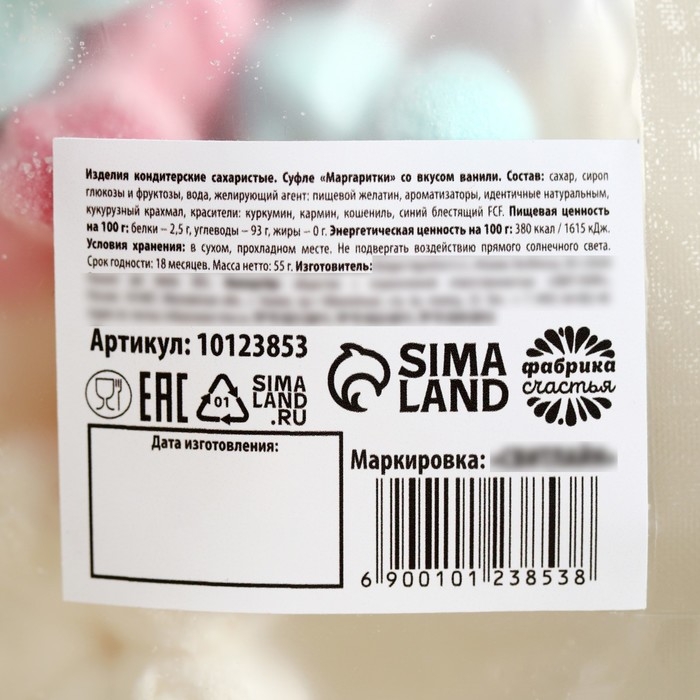 Изделия кондитерские сахаристые. Суфле «Маргаритки» со вкусом ванили. Состав: сахар, сироп
глюкозы и фруктозы, вода, желирующий агент: пищевой желатин, ароматизаторы, идентичные натуральным,
кукурузный крахмал, красители: куркумин, кармин, кошениль, синий блестящий FCF. Пищевая ценность
на 100 г: белки – 2,5 г, углеводы – 93 г, жиры – 0 г. Энергетическая ценность на 100 г: 380 ккал / 1615 кДж.
Условия хранения: в сухом, прохладном месте. Не подвергать воздействию прямого солнечного света.
Срок годности: 18 месяцев. Масса нетто: 55 г. Изготовитель:
Артикул: 10123853
SIMA
LAND
фабрика
счастья
EAC
01
SIMA
LAND
.RU
Дата изготовления:
Маркировка:
6 900101 238538